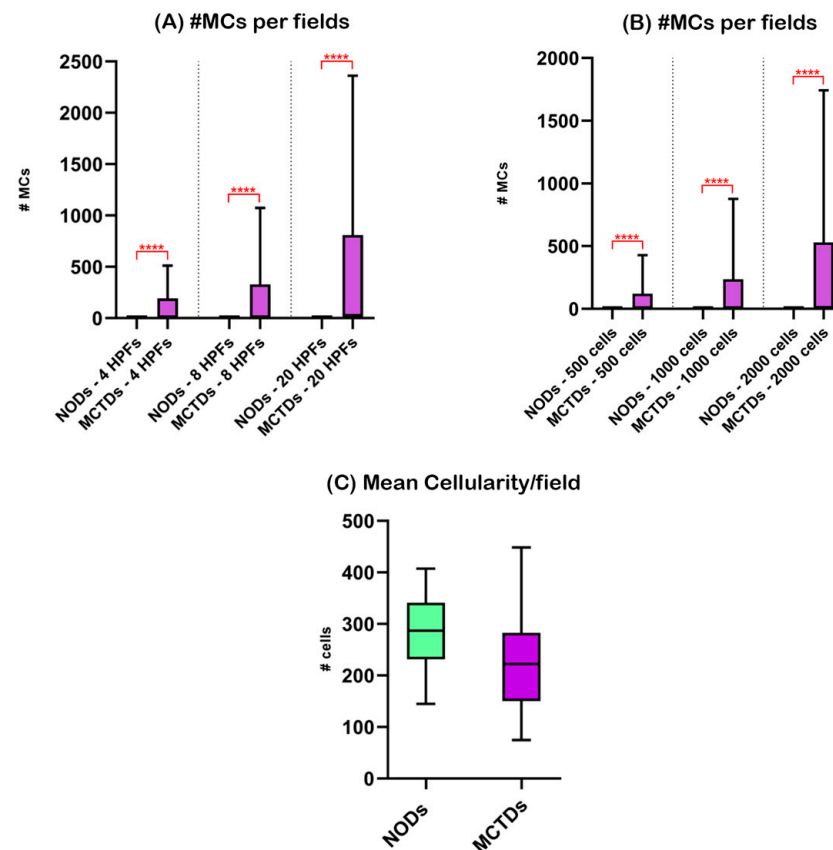 (A) #MCs per fields
# MCs
2500
2000
1500
1000
500
0
****
****
****
NODs - 4 HPFs
MCTDs - 4 HPFs
NODs - 8 HPFs
MCTDs - 8 HPFs
NODs - 20 HPFs
MCTDs - 20 HPFs
(B) #MCs per fields
# MCs
2000
1500
1000
500
0
****
****
****
NODs - 500 cells
MCTDs - 500 cells
NODs - 1000 cells
MCTDs - 1000 cells
NODs - 2000 cells
MCTDs - 2000 cells
(C) Mean Cellularity/field
# cells
500
400
300
200
100
0
NODs
MCTDs